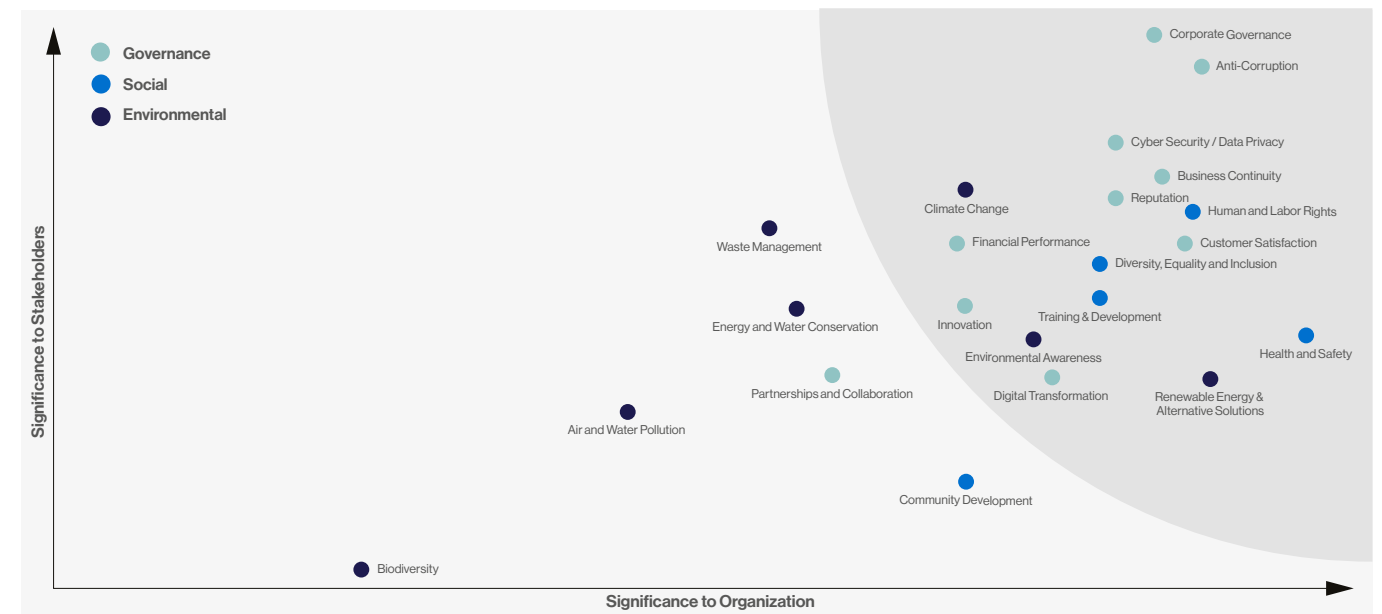 Governance
Social
Environmental
Corporate Governance
Anti-Corruption
Cyber Security / Data Privacy
Business Continuity
Reputation
Human and Labor Rights
Climate Change
Financial Performance
Customer Satisfaction
Waste Management
Diversity, Equality and Inclusion
Training & Development
Innovation
Energy and Water Conservation
Environmental Awareness
Health and Safety
Partnerships and Collaboration
Digital Transformation
Renewable Energy &
Alternative Solutions
Air and Water Pollution
Community Development
Biodiversity
Significance to Stakeholders
Significance to Organization